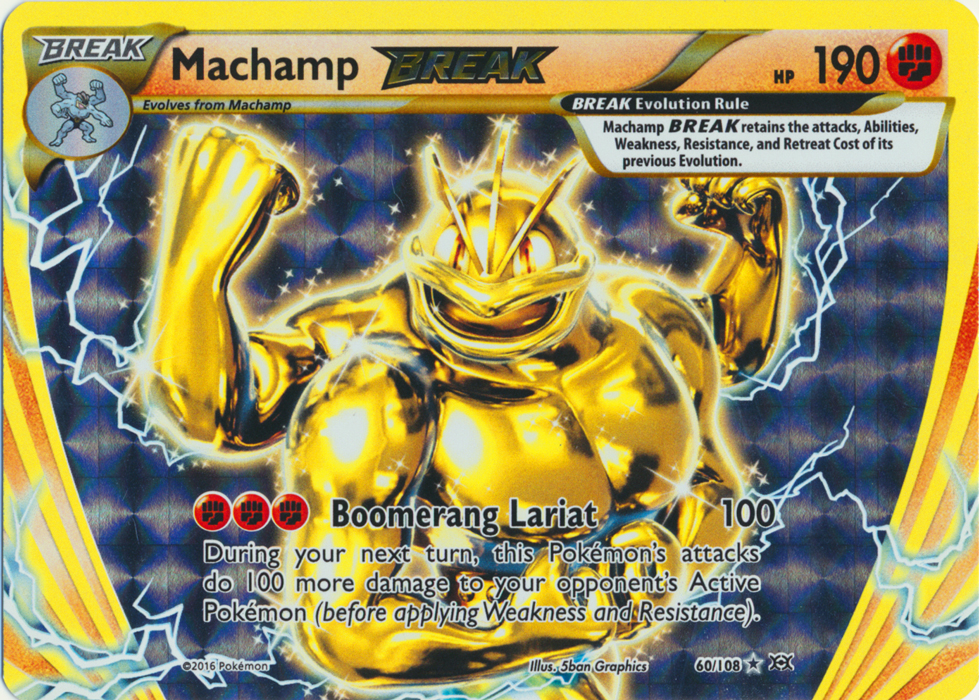 BREAK
Machamp BREAK
HP 190
Evolves from Machamp
BREAK Evolution Rule
Machamp BREAK retains the attacks, Abilities,
Weakness, Resistance, and Retreat Cost of its
previous Evolution.
Boomerang Lariat 100
During your next turn, this Pokémon's attacks
do 100 more damage to your opponent's Active
Pokémon (before applying Weakness and Resistance).
©2016 Pokémon
Illus. 5ban Graphics
60/108